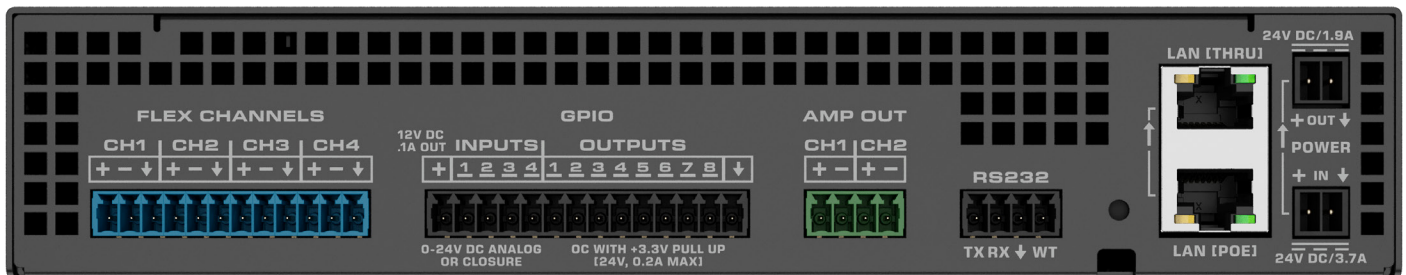 24V DC/1.9A
LAN [THRU]
FLEX CHANNELS
GPIO
AMP OUT
CH1 CH2 CH3 CH4
12V DC
.1A OUT
INPUTS OUTPUTS
CH1 CH2
+ OUT ↓
POWER
+ - ↓ + - ↓ + - ↓ + - ↓
+ 1 2 3 4 1 2 3 4 5 6 7 8 ↓
+ - + -
RS232
+ IN ↓
0-24V DC ANALOG
OR CLOSURE
OC WITH +3.3V PULL UP
[24V, 0.2A MAX]
TX RX ↓ WT
LAN [POE]
24V DC/3.7A